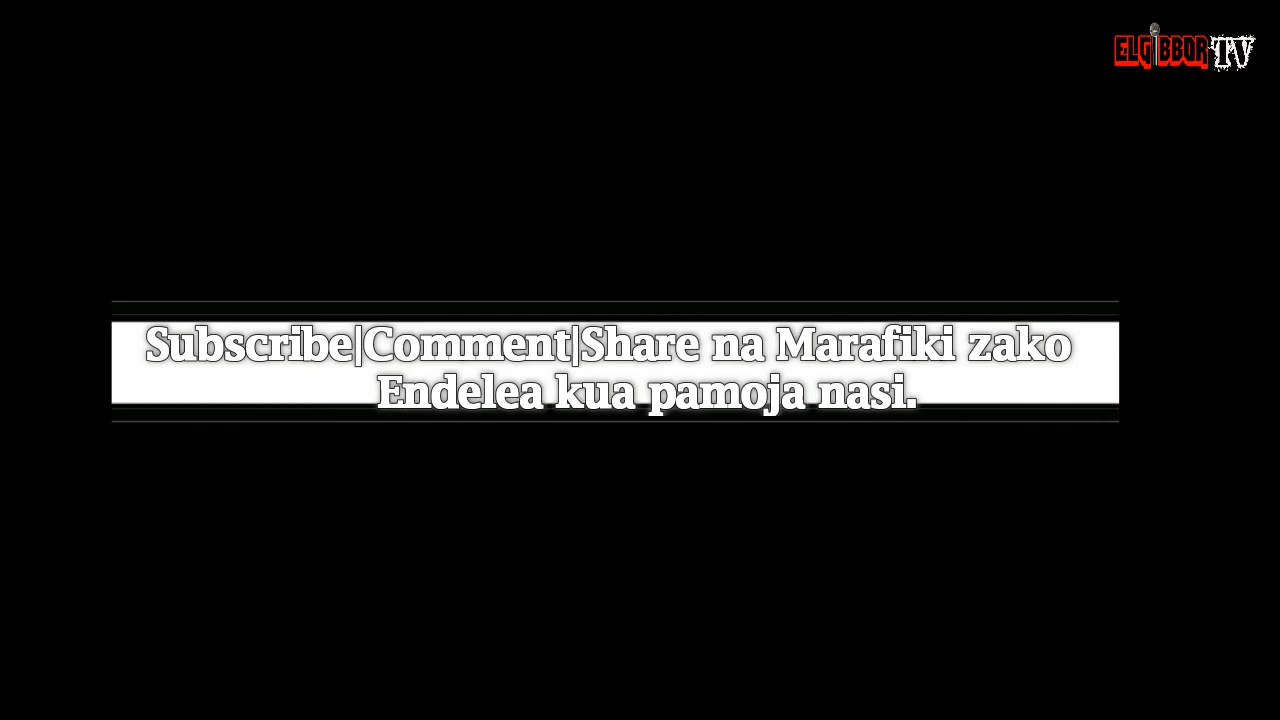 ELGIBBOR TV
Subscribe|Comment|Share na Marafiki zako
Endelea kua pamoja nasi.